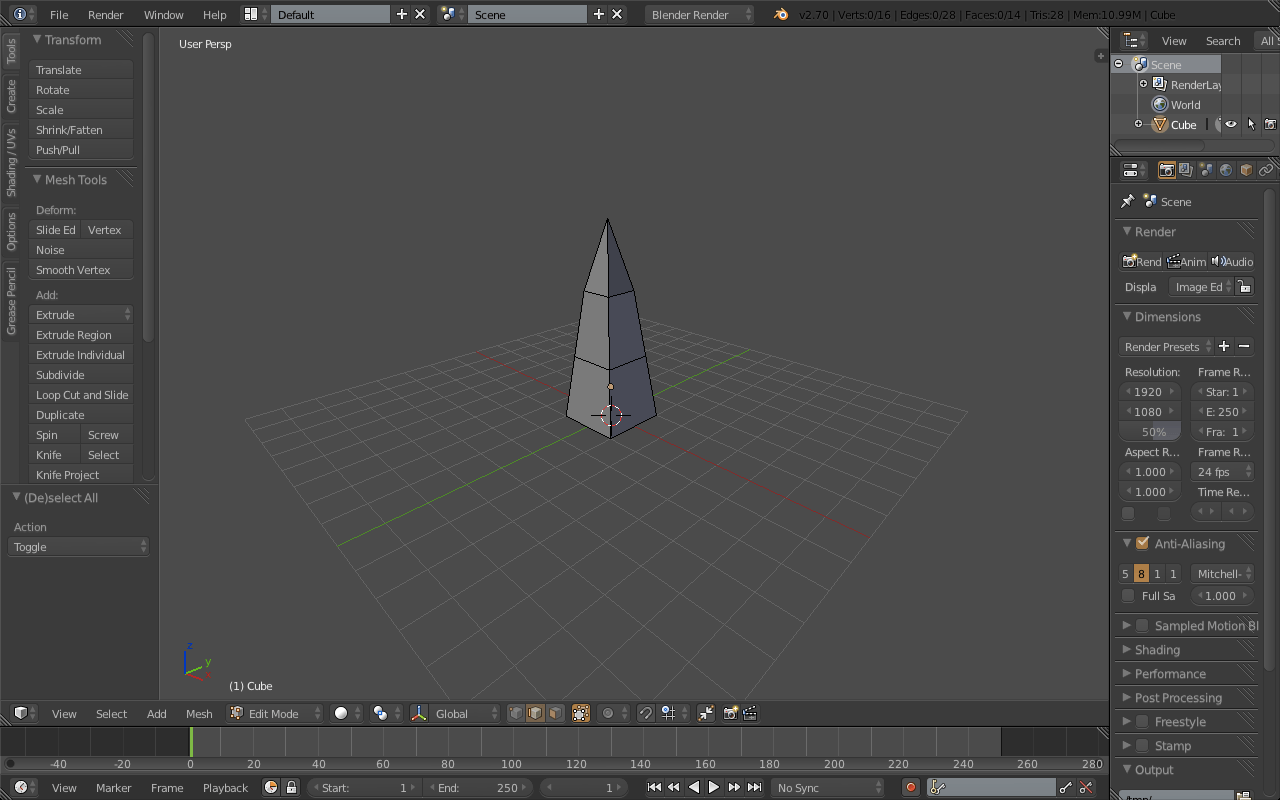 File Render Window Help Default Scene Blender Render v2.70 | Verts:0/16 | Edges:0/28 | Faces:0/14 | Tris:28 | Mem:10.99M | Cube
Tools
Create
Shading / UVs
Options
Grease Pencil
Transform
Translate
Rotate
Scale
Shrink/Fatten
Push/Pull
Mesh Tools
Deform:
Slide Ed Vertex
Noise
Smooth Vertex
Add:
Extrude
Extrude Region
Extrude Individual
Subdivide
Loop Cut and Slide
Duplicate
Spin Screw
Knife Select
Knife Project
(De)select All
Action
Toggle
User Persp
z
y
(1) Cube
View Select Add Mesh Edit Mode Global
-40 -20 0 20 40 60 80 100 120 140 160 180 200 220 240 260 280
View Marker Frame Playback Start: 1 End: 250 1 No Sync
View Search All S
Scene
RenderLay
World
Cube
Scene
Render
Rend Anim Audio
Displa Image Ed
Dimensions
Render Presets
Resolution: Frame R...
1920 Star: 1
1080 E: 250
50% Fra: 1
Aspect R... Frame R...
1.000 24 fps
1.000 Time Re...
Anti-Aliasing
5 8 1 1 Mitchell-
Full Sa 1.000
Sampled Motion Bl
Shading
Performance
Post Processing
Freestyle
Stamp
Output
/tmp/